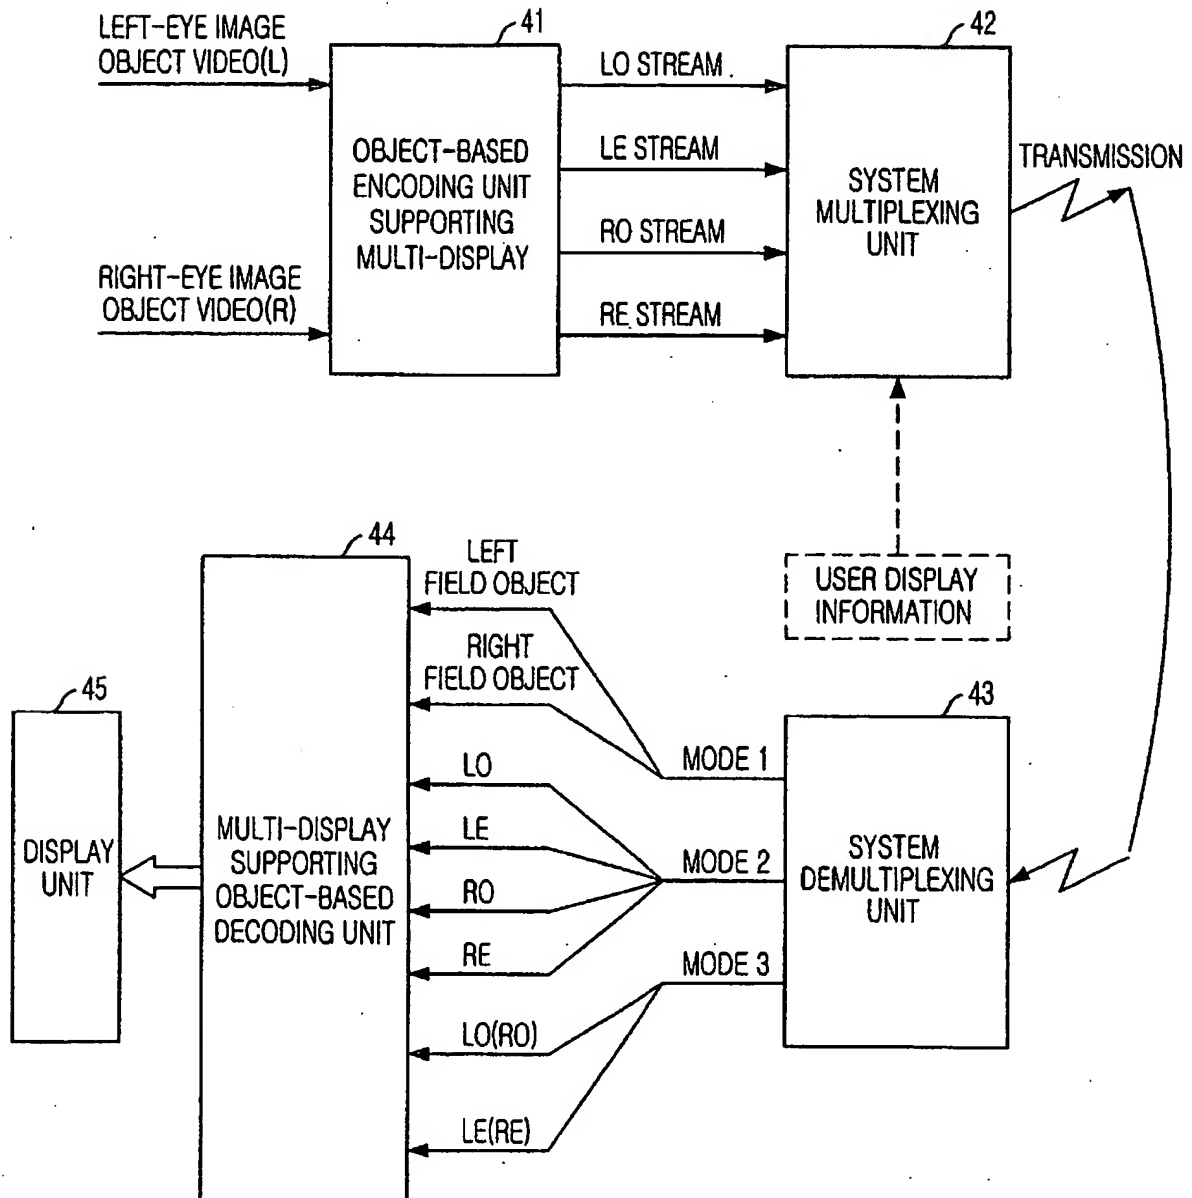 LEFT-EYE IMAGE
OBJECT VIDEO(L)
41
42
LO STREAM
LE STREAM
RO STREAM
RE STREAM
OBJECT-BASED
ENCODING UNIT
SUPPORTING
MULTI-DISPLAY
SYSTEM
MULTIPLEXING
UNIT
TRANSMISSION
RIGHT-EYE IMAGE
OBJECT VIDEO(R)
USER DISPLAY
INFORMATION
44
LEFT
FIELD OBJECT
RIGHT
FIELD OBJECT
45
43
MODE 1
LO
LE
MODE 2
RO
RE
MODE 3
LO(RO)
LE(RE)
DISPLAY
UNIT
MULTI-DISPLAY
SUPPORTING
OBJECT-BASED
DECODING UNIT
SYSTEM
DEMULTIPLEXING
UNIT